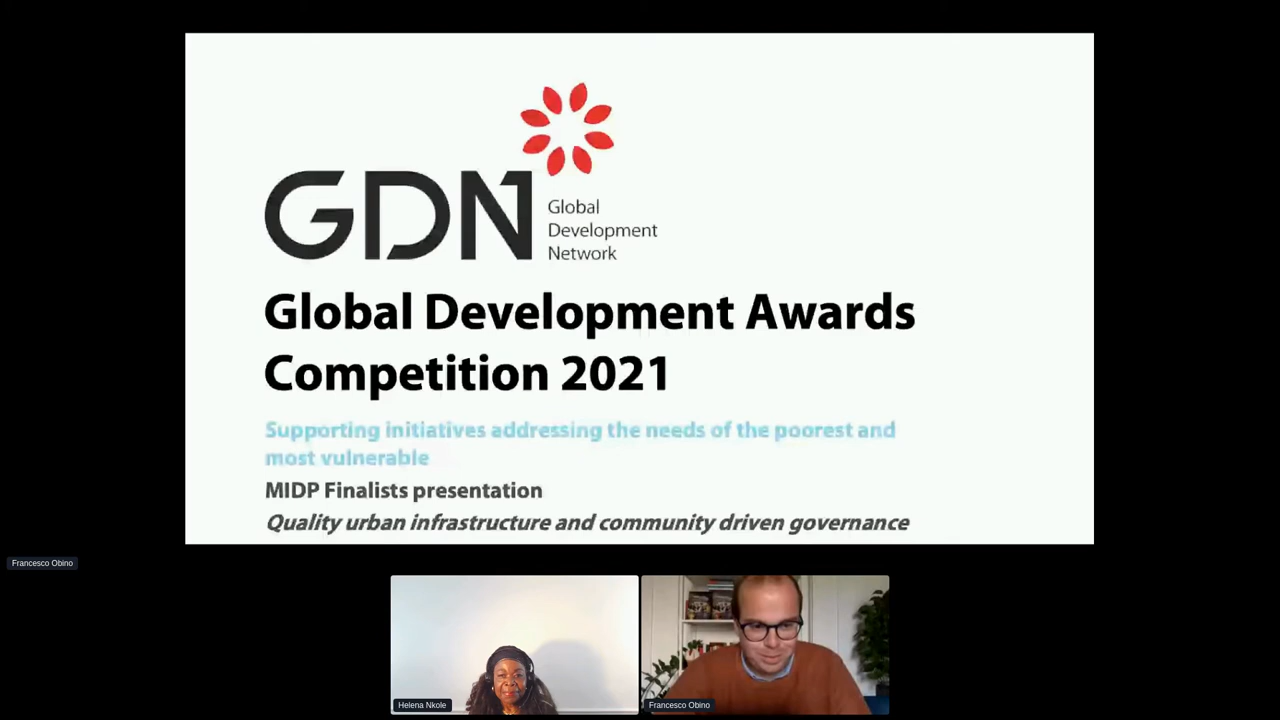 GDN
Global
Development
Network
Global Development Awards
Competition 2021
Supporting initiatives addressing the needs of the poorest and
most vulnerable
MIDP Finalists presentation
Quality urban infrastructure and community driven governance
Francesco Obino
Helena Nkole
Francesco Obino